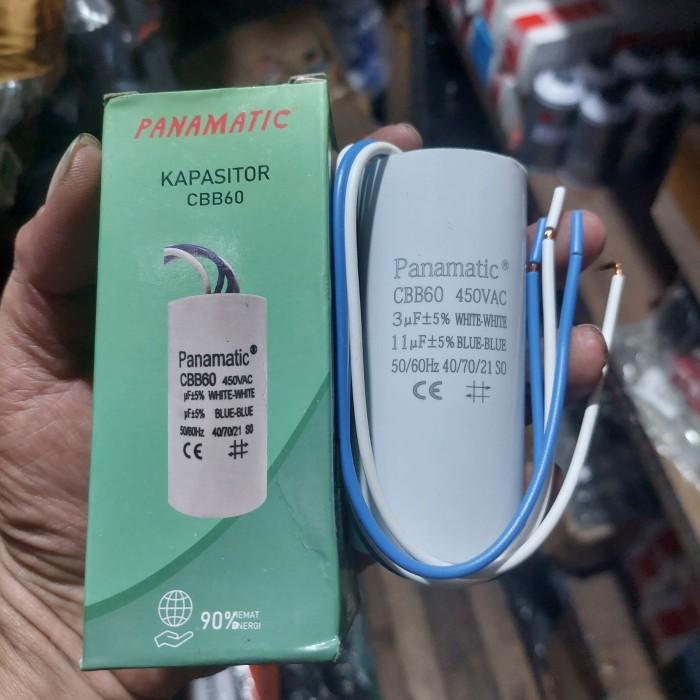 PANAMATIC
KAPASITOR
CBB60
Panamatic®
CBB60 450VAC
µF±5% WHITE-WHITE
µF±5% BLUE-BLUE
50/60Hz 40/70/21 S0
CE
90% HEMAT
ENERGI
Panamatic®
CBB60 450VAC
3µF±5% WHITE-WHITE
11µF±5% BLUE-BLUE
50/60Hz 40/70/21 S0
CE